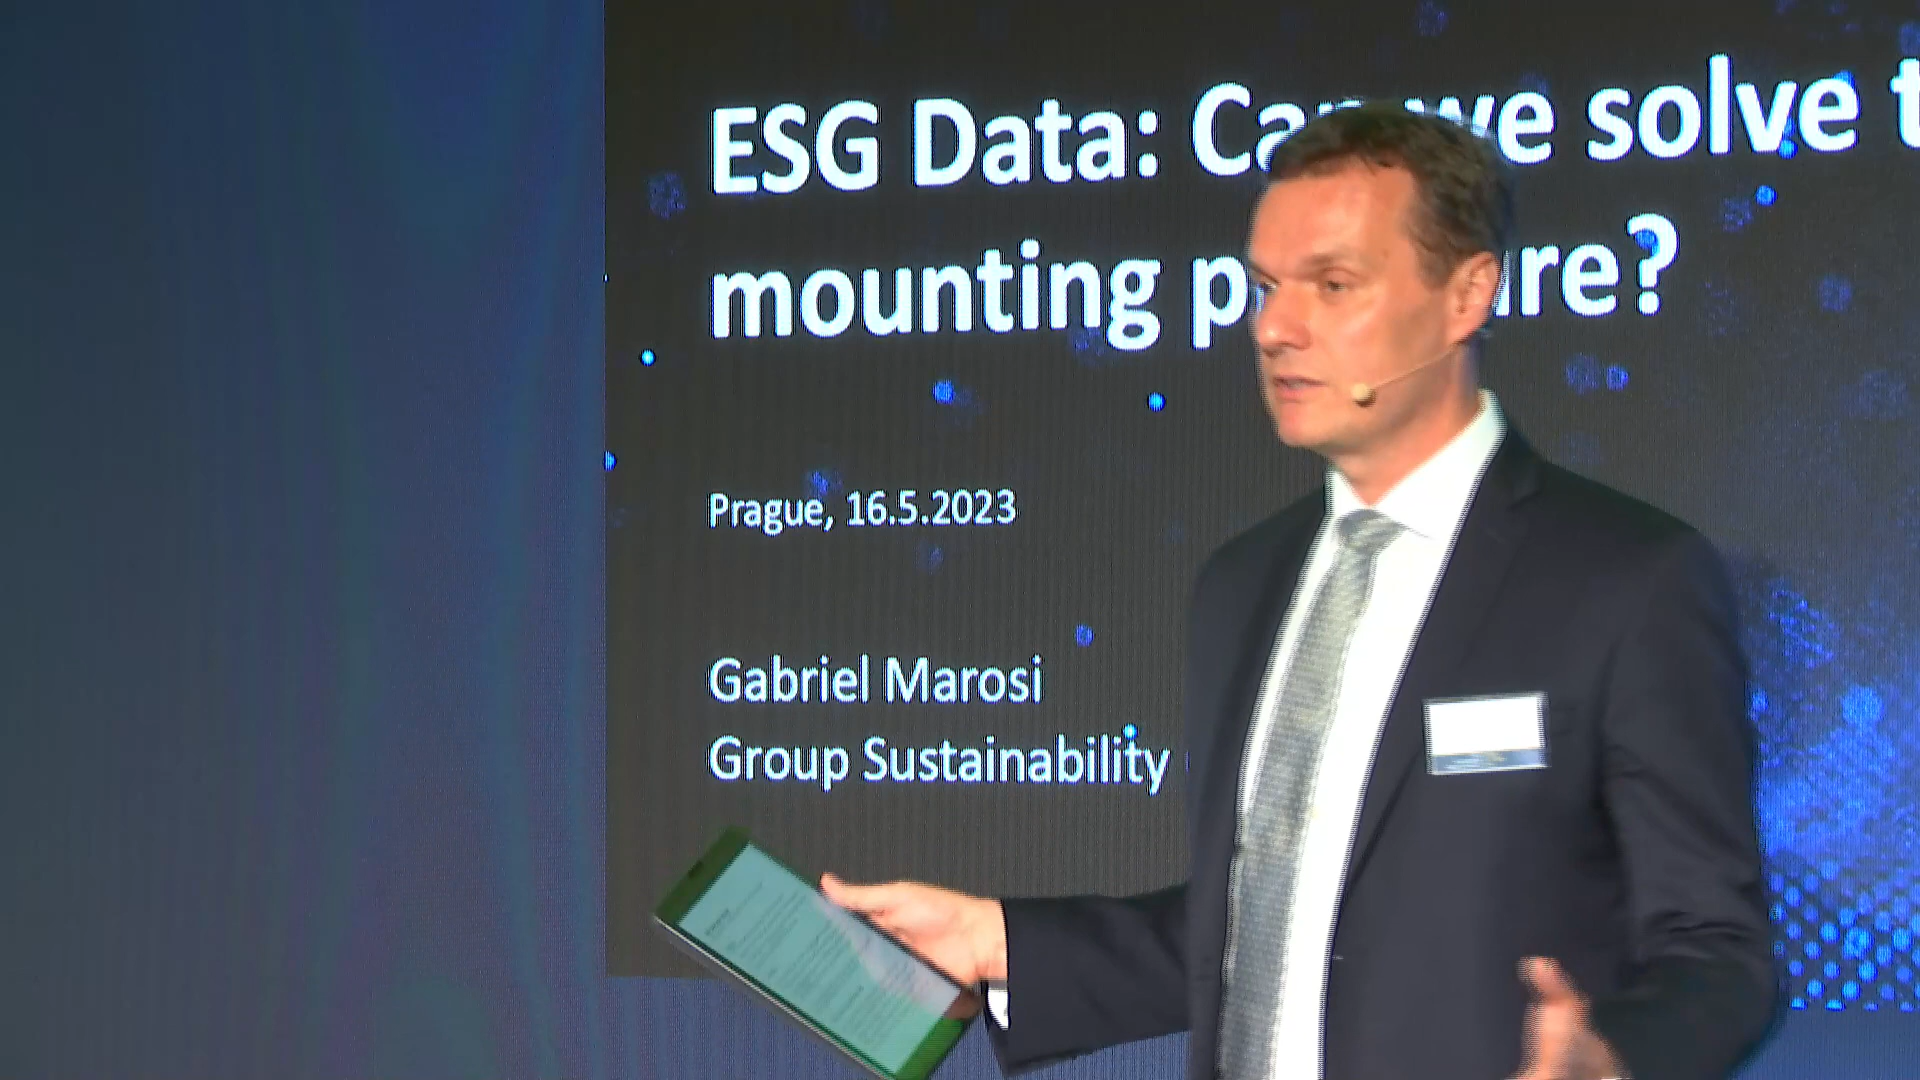 ESG Data: Can we solve t
mounting p ure?
Prague, 16.5.2023
Gabriel Marosi
Group Sustainability